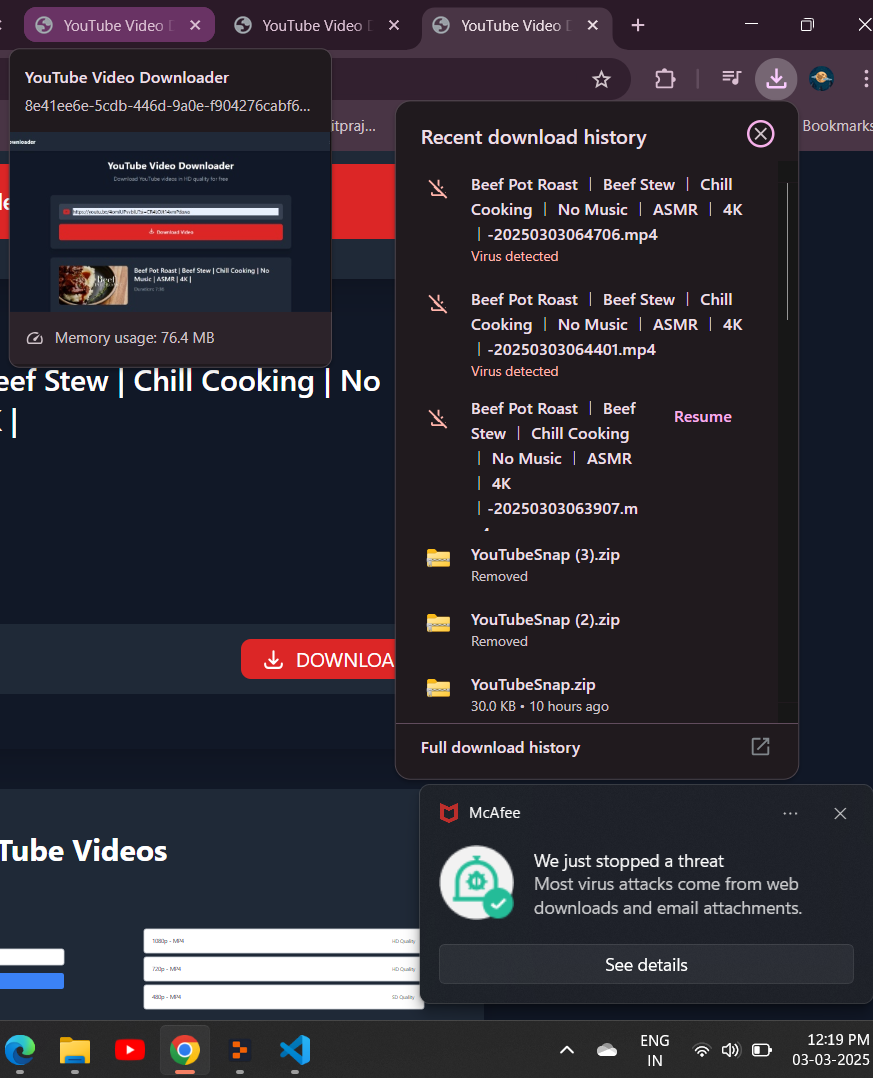 YouTube Video D
YouTube Video D
YouTube Video D
YouTube Video Downloader
8e41ee6e-5cdb-446d-9a0e-f904276cabf6...
itpraj...
Bookmarks
YouTube Video Downloader
Download YouTube videos in HD quality for free
Download Video
Beef Pot Roast | Beef Stew | Chill Cooking | No
Music | ASMR | 4K |
Memory usage: 76.4 MB
eef Stew | Chill Cooking | No
|
DOWNLOA
Tube Videos
1080p - MP4 HD Quality
720p - MP4 HD Quality
480p - MP4 SD Quality
Recent download history
Beef Pot Roast | Beef Stew | Chill
Cooking | No Music | ASMR | 4K
| -20250303064706.mp4
Virus detected
Beef Pot Roast | Beef Stew | Chill
Cooking | No Music | ASMR | 4K
| -20250303064401.mp4
Virus detected
Beef Pot Roast | Beef
Stew | Chill Cooking
| No Music | ASMR
| 4K
| -20250303063907.m
Resume
YouTubeSnap (3).zip
Removed
YouTubeSnap (2).zip
Removed
YouTubeSnap.zip
30.0 KB • 10 hours ago
Full download history
McAfee
We just stopped a threat
Most virus attacks come from web
downloads and email attachments.
See details
ENG
IN
12:19 PM
03-03-2025